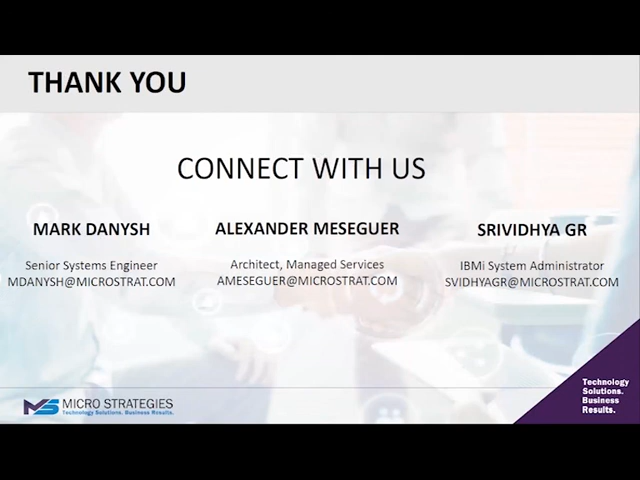 THANK YOU
CONNECT WITH US
MARK DANYSH
Senior Systems Engineer
MDANYSH@MICROSTRAT.COM
ALEXANDER MESEGUER
Architect, Managed Services
AMESEGUER@MICROSTRAT.COM
SRIVIDHYA GR
IBMi System Administrator
SVIDHYAGR@MICROSTRAT.COM
MS MICRO STRATEGIES
Technology Solutions. Business Results.
Technology
Solutions.
Business
Results.